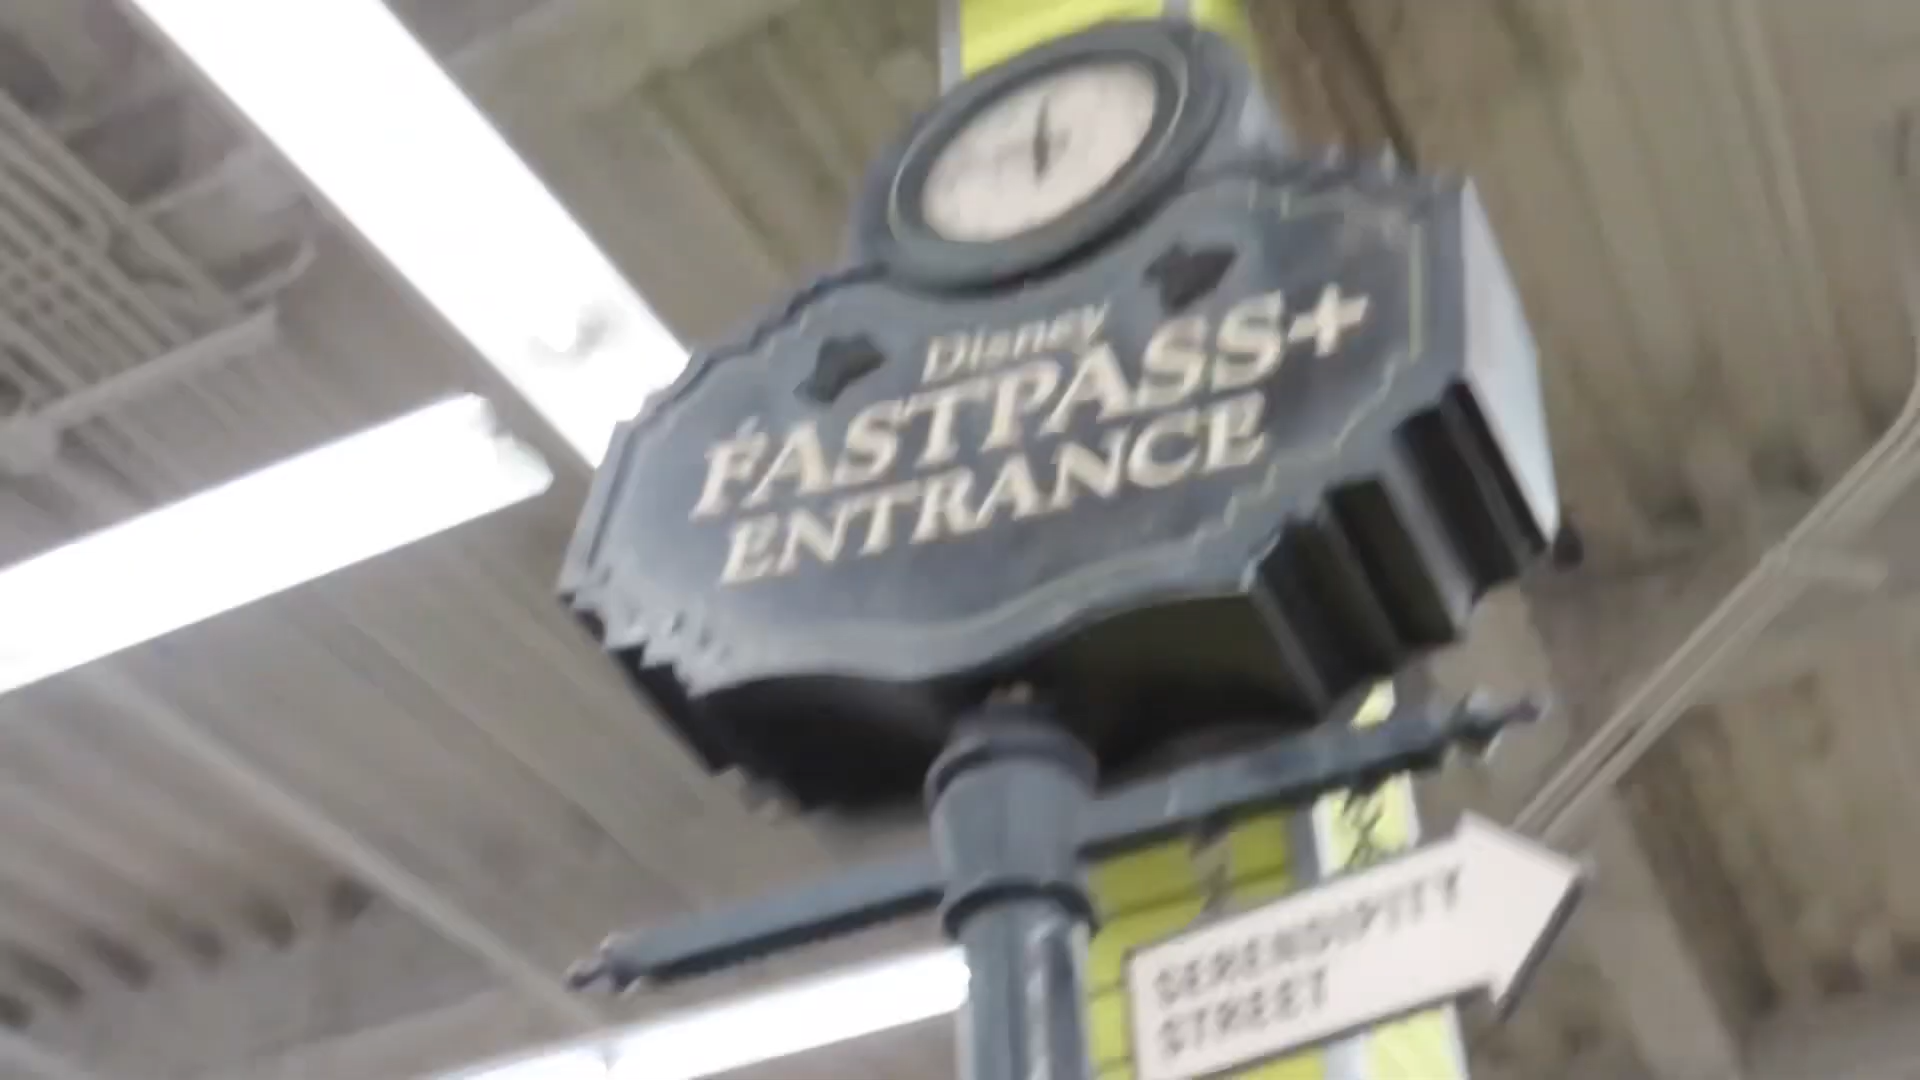 Disney
FASTPASS+
ENTRANCE
SERENDIPITY
STREET